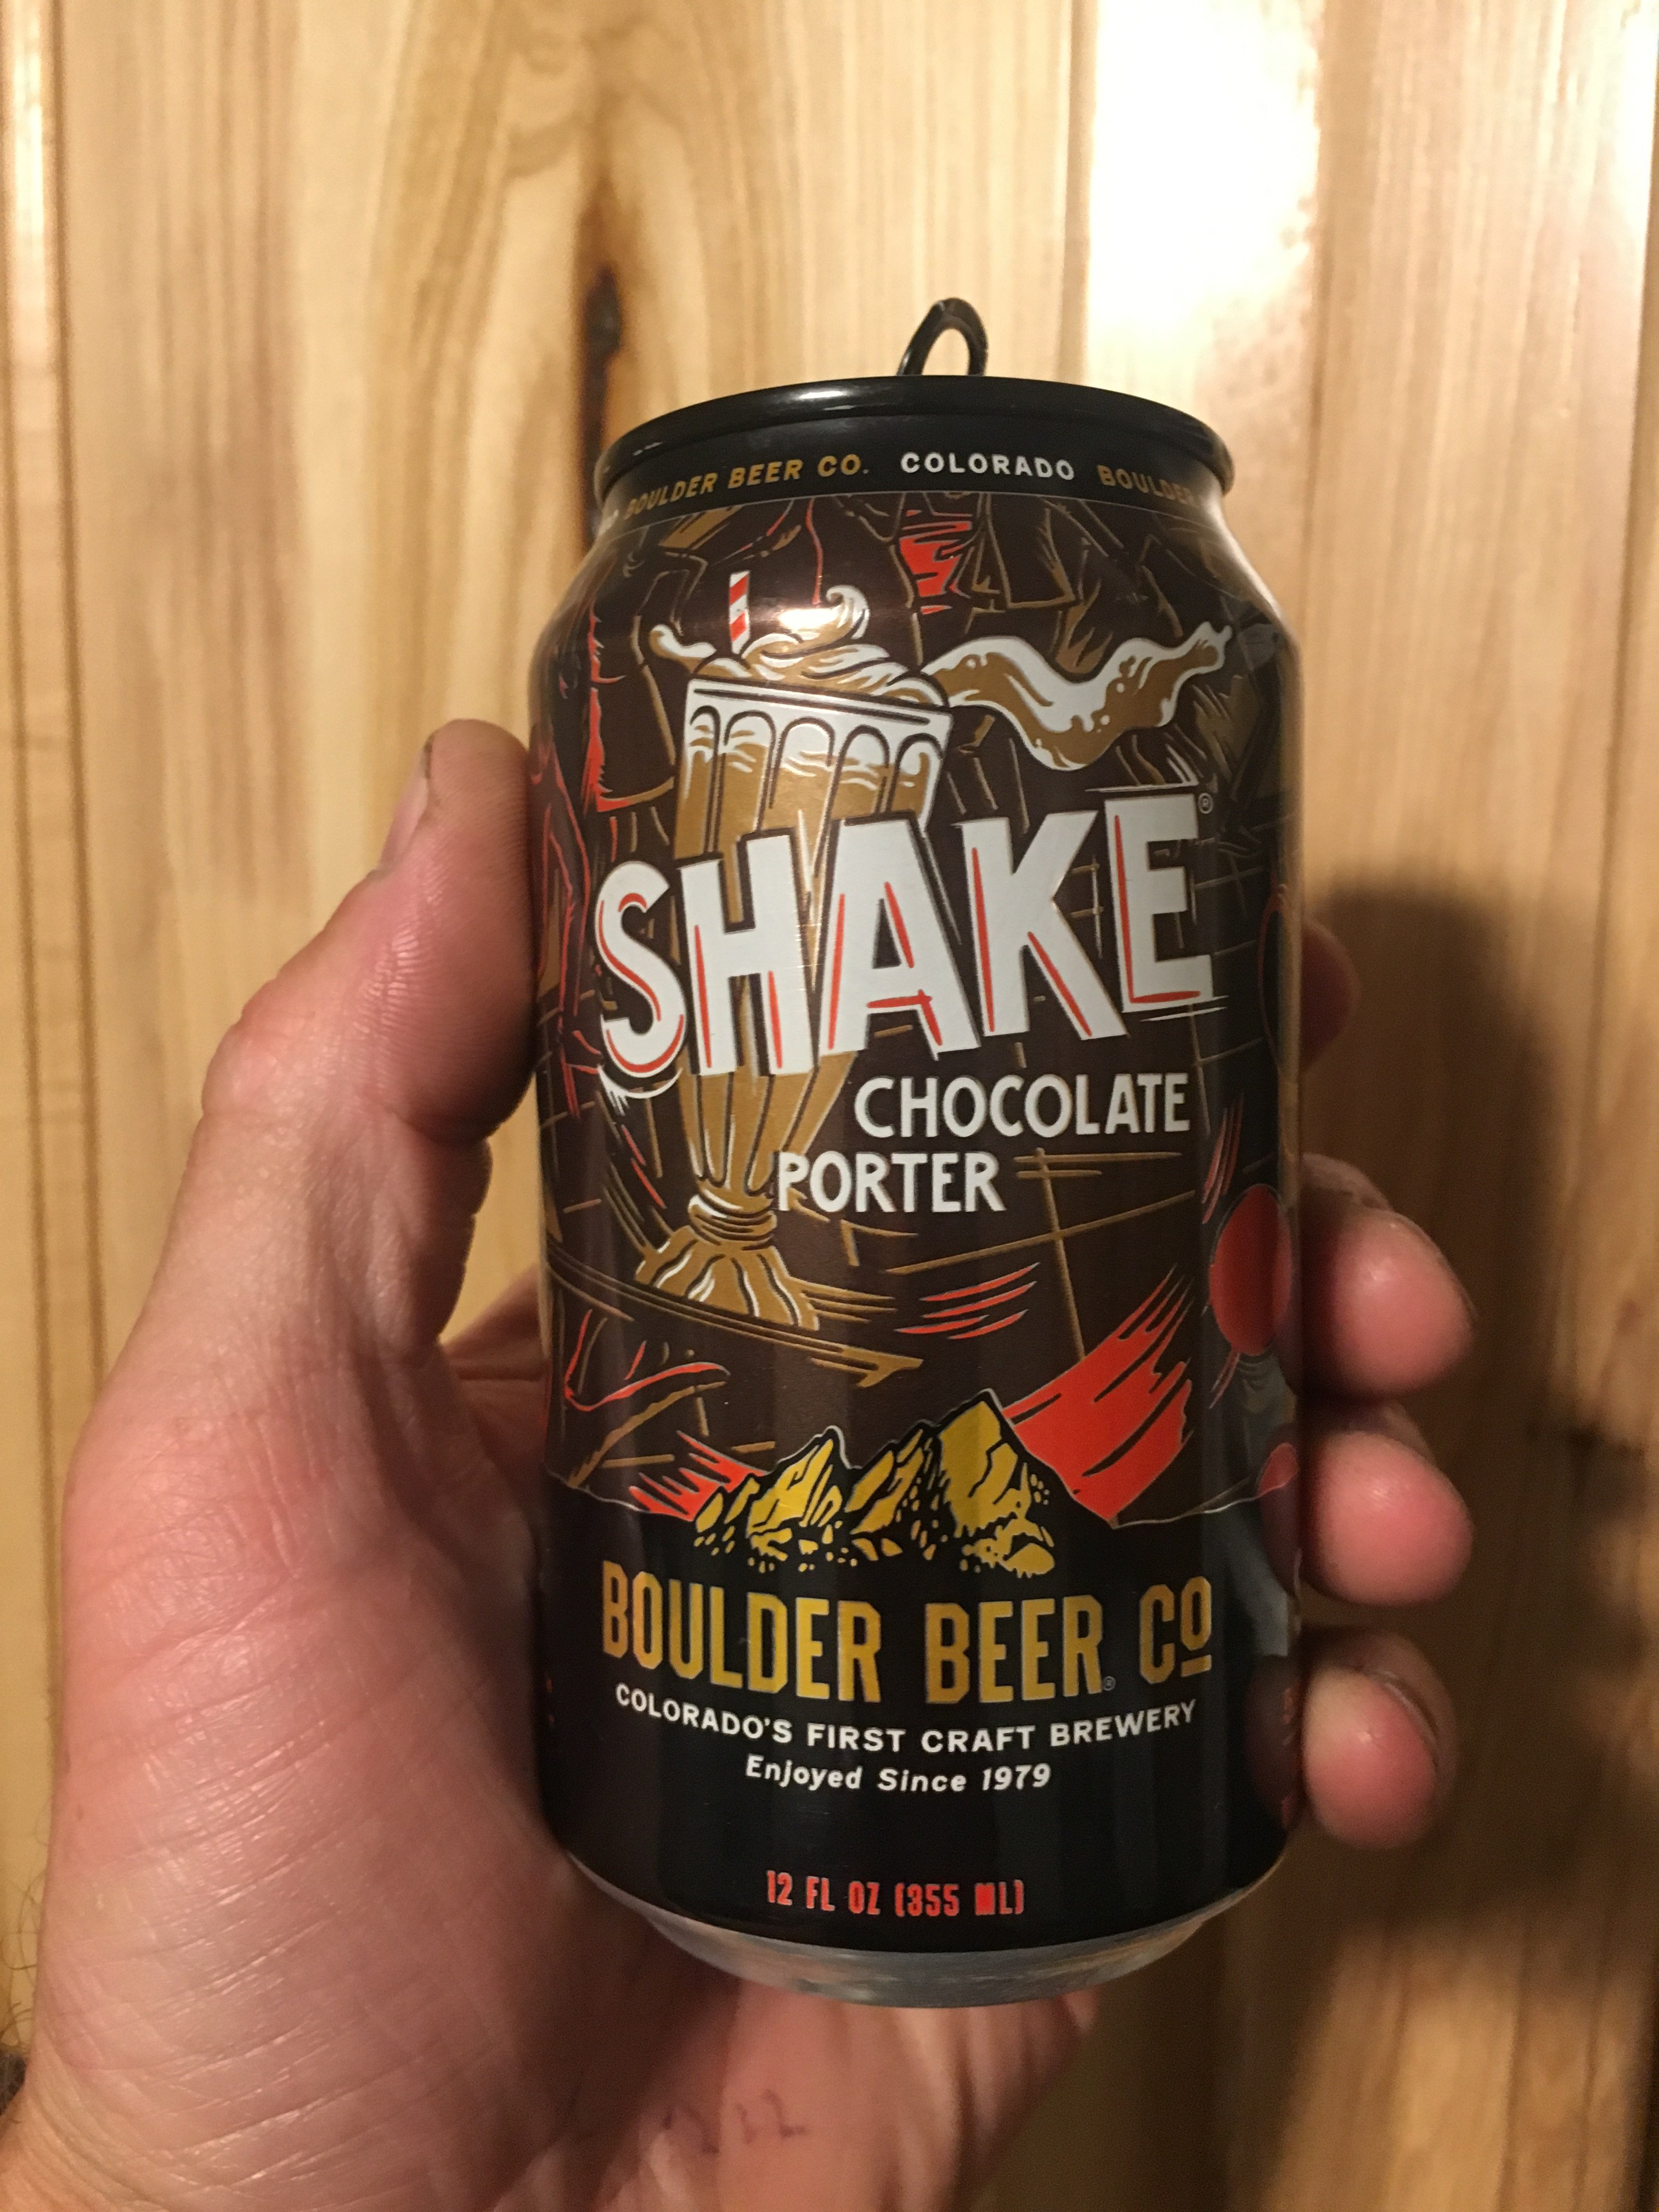 BOULDER BEER CO. COLORADO BOULDER
SHAKE®
CHOCOLATE
PORTER
BOULDER BEER® CO
COLORADO'S FIRST CRAFT BREWERY
Enjoyed Since 1979
12 FL OZ (355 ML)